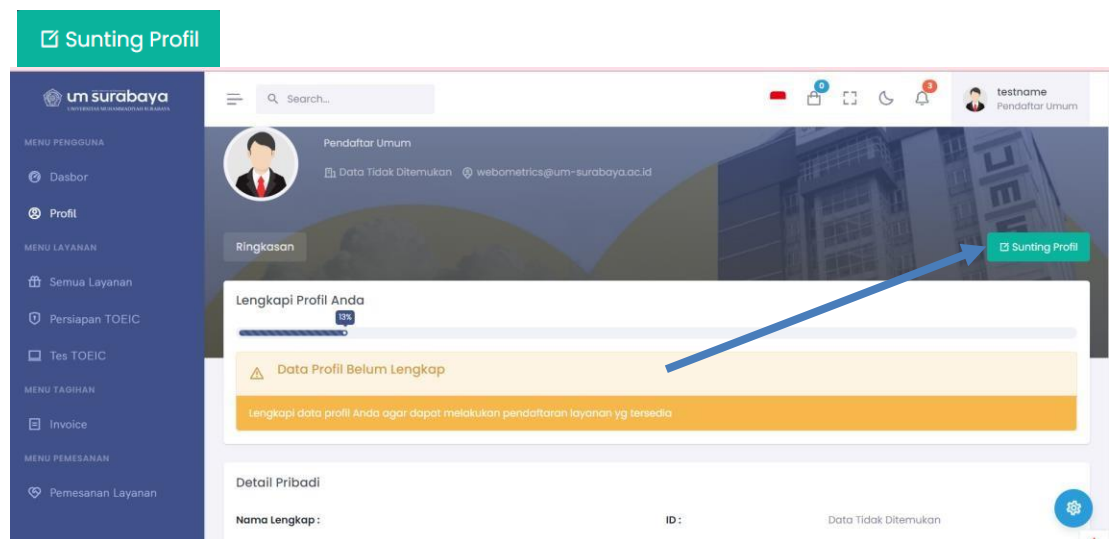 Sunting Profil
um surabaya
UNIVERSITAS MUHAMMADIYAH SURABAYA
Search...
0
3
testname
Pendaftar Umum
MENU PENGGUNA
Dasbor
Profil
MENU LAYANAN
Semua Layanan
Persiapan TOEIC
Tes TOEIC
MENU TAGIHAN
Invoice
MENU PEMESANAN
Pemesanan Layanan
Pendaftar Umum
Data Tidak Ditemukan webometrics@um-surabaya.ac.id
Ringkasan
Sunting Profil
Lengkapi Profil Anda
13%
Data Profil Belum Lengkap
Lengkapi data profil Anda agar dapat melakukan pendaftaran layanan yg tersedia
Detail Pribadi
Nama Lengkap : ID : Data Tidak Ditemukan